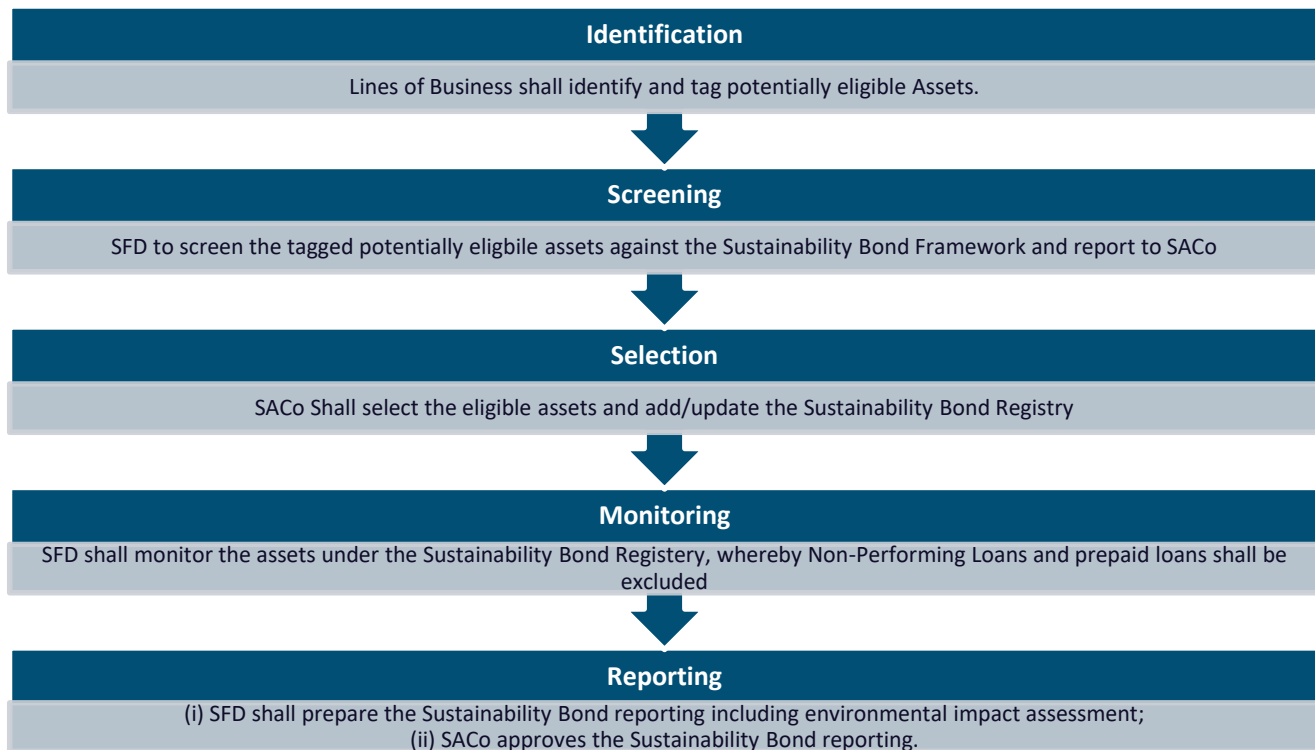 Identification
Lines of Business shall identify and tag potentially eligible Assets.
Screening
SFD to screen the tagged potentially eligbile assets against the Sustainability Bond Framework and report to SACo
Selection
SACo Shall select the eligible assets and add/update the Sustainability Bond Registry
Monitoring
SFD shall monitor the assets under the Sustainability Bond Registery, whereby Non-Performing Loans and prepaid loans shall be
excluded
Reporting
(i) SFD shall prepare the Sustainability Bond reporting including environmental impact assessment;
(ii) SACo approves the Sustainability Bond reporting.